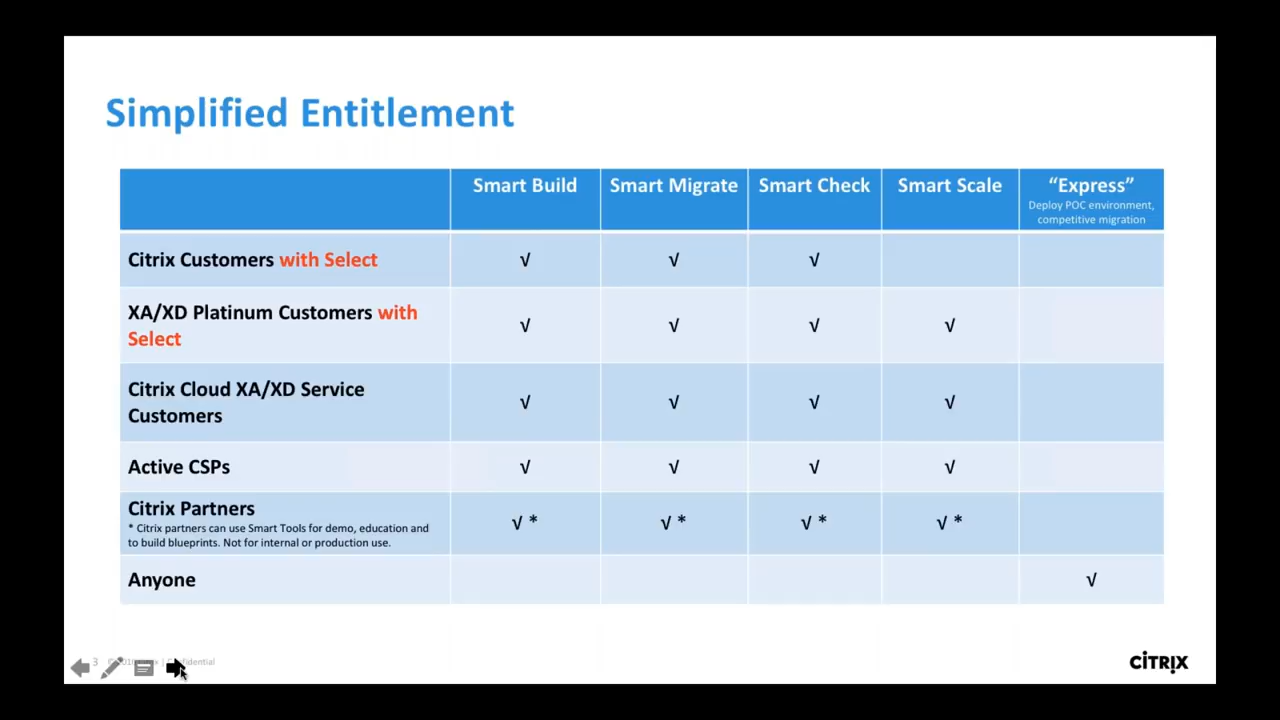 Simplified Entitlement
Smart Build
Smart Migrate
Smart Check
Smart Scale
“Express”
Deploy POC environment,
competitive migration
Citrix Customers with Select
√
√
√
XA/XD Platinum Customers with
Select
√
√
√
√
Citrix Cloud XA/XD Service
Customers
√
√
√
√
Active CSPs
√
√
√
√
Citrix Partners
* Citrix partners can use Smart Tools for demo, education and
to build blueprints. Not for internal or production use.
√ *
√ *
√ *
√ *
Anyone
√
3
CITRIX